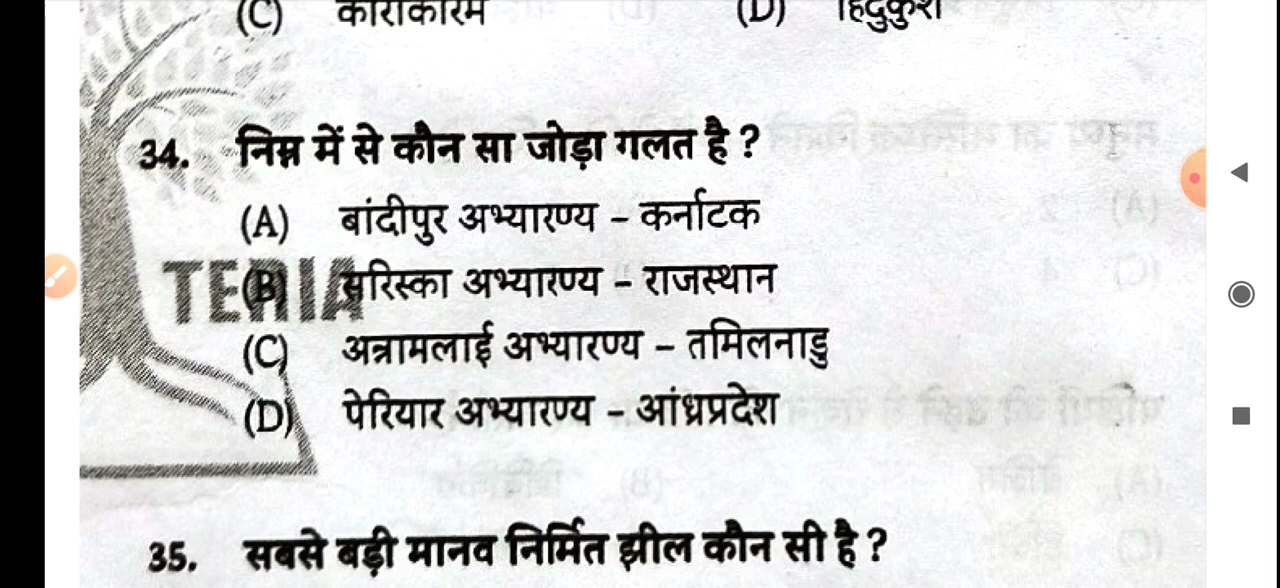 (C) काराकोरम (D) हिंदुकुश
34. निम्न में से कौन सा जोड़ा गलत है ?
(A) बांदीपुर अभ्यारण्य – कर्नाटक
(B) सरिस्का अभ्यारण्य – राजस्थान
(C) अन्नामलाई अभ्यारण्य – तमिलनाडु
(D) पेरियार अभ्यारण्य – आंध्रप्रदेश
TERIA
35. सबसे बड़ी मानव निर्मित झील कौन सी है ?